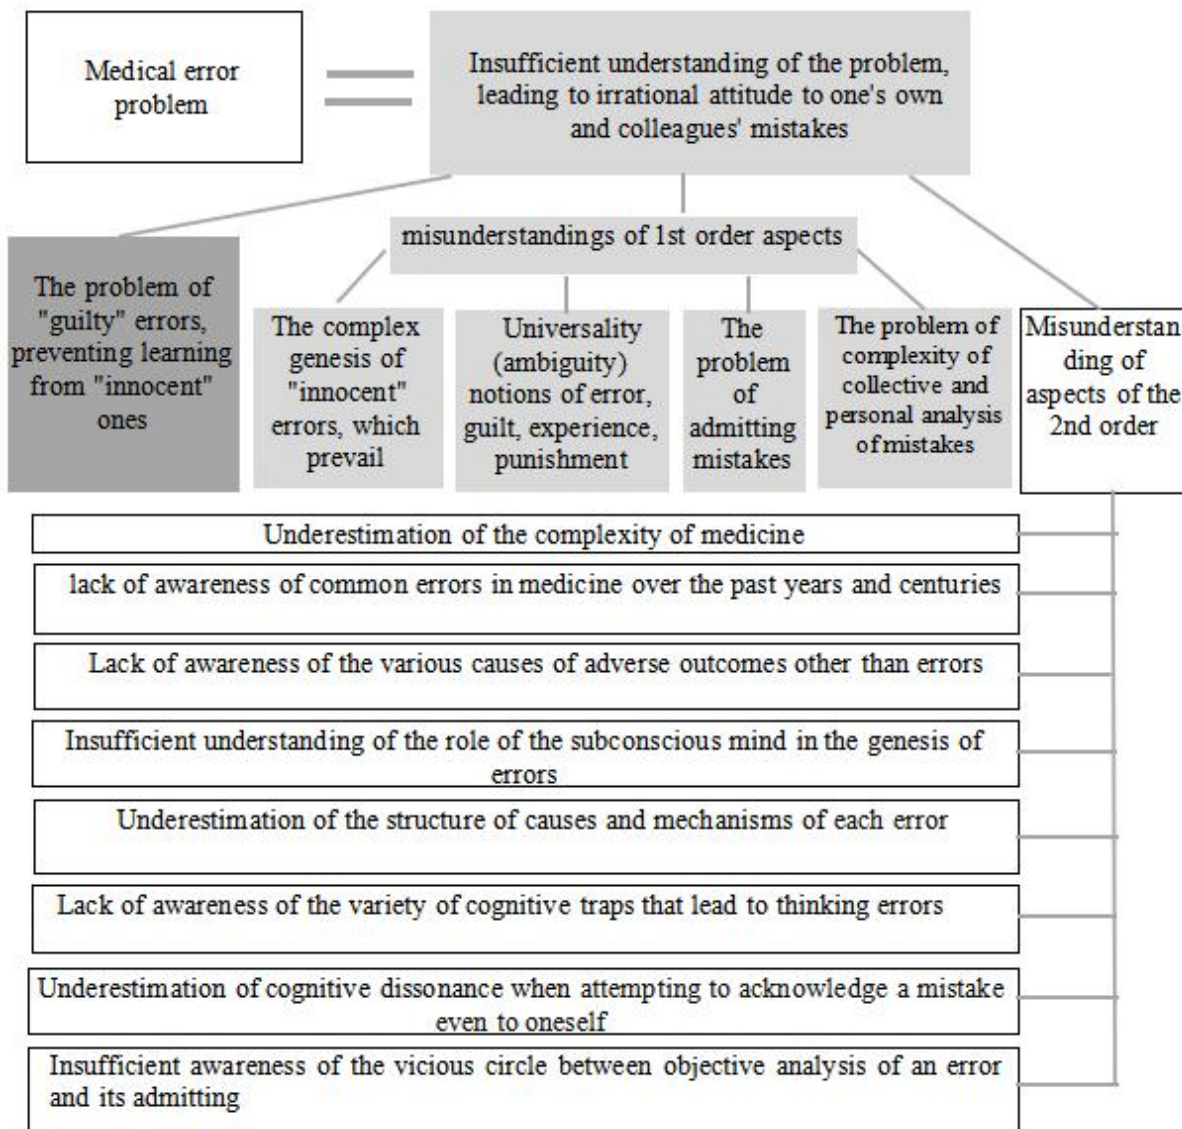 Medical error
problem
Insufficient understanding of the problem,
leading to irrational attitude to one's own
and colleagues' mistakes
misunderstandings of 1st order aspects
The problem of
"guilty" errors,
preventing learning
from "innocent"
ones
The complex
genesis of
"innocent"
errors, which
prevail
Universality
(ambiguity)
notions of error,
guilt, experience,
punishment
The
problem
of
admitting
mistakes
The problem of
complexity of
collective and
personal analysis
of mistakes
Misunderstan
ding of
aspects of the
2nd order
Underestimation of the complexity of medicine
lack of awareness of common errors in medicine over the past years and centuries
Lack of awareness of the various causes of adverse outcomes other than errors
Insufficient understanding of the role of the subconscious mind in the genesis of
errors
Underestimation of the structure of causes and mechanisms of each error
Lack of awareness of the variety of cognitive traps that lead to thinking errors
Underestimation of cognitive dissonance when attempting to acknowledge a mistake
even to oneself
Insufficient awareness of the vicious circle between objective analysis of an error
and its admitting